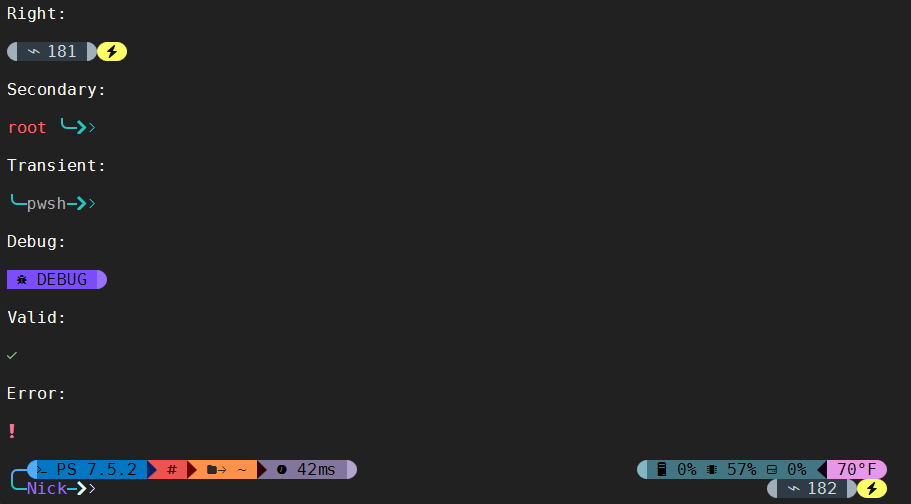 Right:
181
Secondary:
root
Transient:
pwsh
Debug:
DEBUG
Valid:
Error:
!
PS 7.5.2 # ~ 42ms 0% 57% 0% 70°F
Nick 182